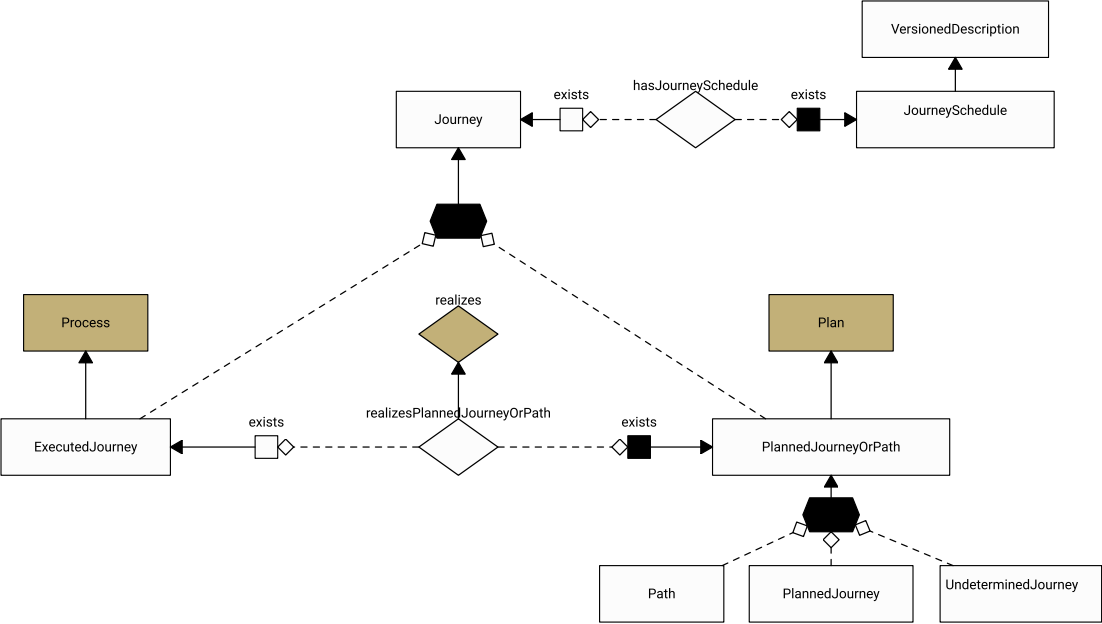 VersionedDescription
hasJourneySchedule
exists
exists
Journey
JourneySchedule
realizes
Process
Plan
realizesPlannedJourneyOrPath
exists
exists
ExecutedJourney
PlannedJourneyOrPath
Path
PlannedJourney
UndeterminedJourney